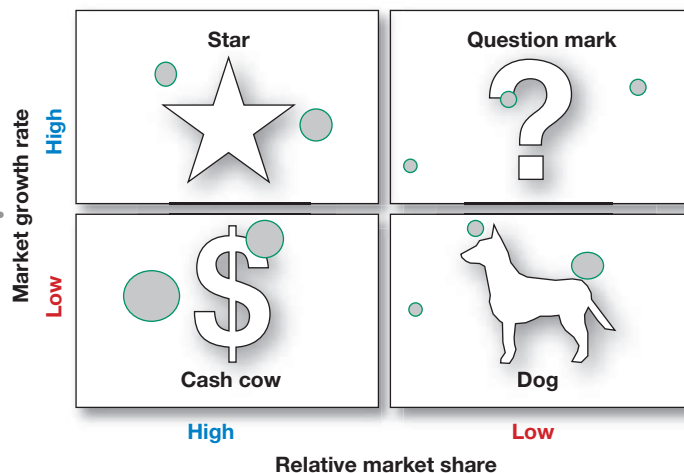 Star
Question mark
Market growth rate
High
Low
$
?
Cash cow
Dog
High
Low
Relative market share